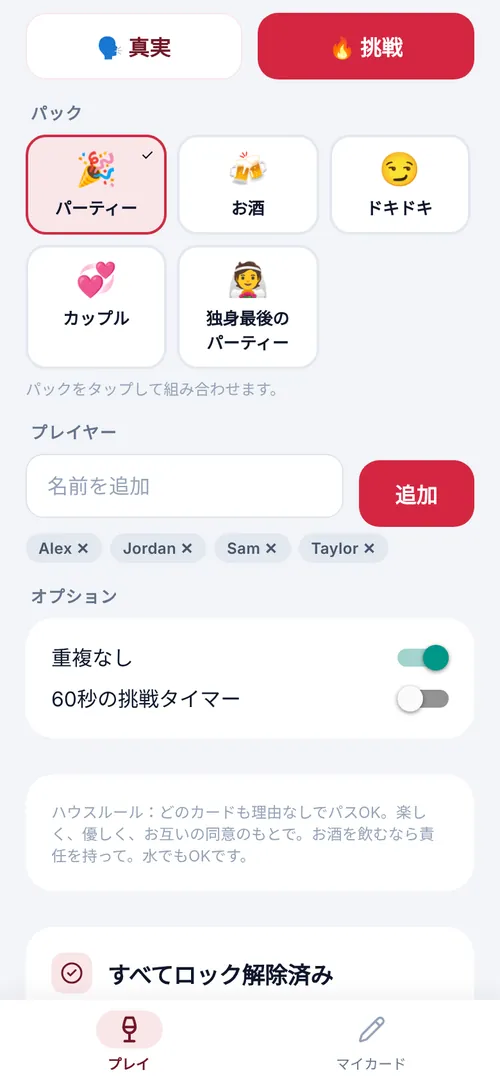 真実
挑戦
パック
パーティー
お酒
ドキドキ
カップル
独身最後の
パーティー
パックをタップして組み合わせます。
プレイヤー
名前を追加
追加
Alex ✕
Jordan ✕
Sam ✕
Taylor ✕
オプション
重複なし
60秒の挑戦タイマー
ハウスルール：どのカードも理由なしでパスOK。楽し
く、優しく、お互いの同意のもとで。お酒を飲むなら責
任を持って。水でもOKです。
すべてロック解除済み
プレイ
マイカード